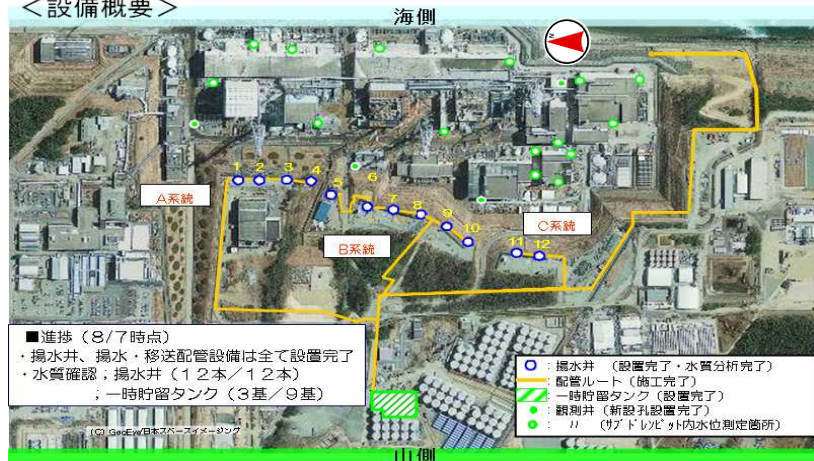 ＜設備概要＞
海側
1 2 3 4 5 6 7 8 9 10 11 12
A系統
B系統
C系統
■進捗（8/7時点）
・揚水井、揚水・移送配管設備は全て設置完了
・水質確認；揚水井（１２本／１２本）
；一時貯留タンク（３基／９基）
：揚水井　（設置完了・水質分析完了）
：配管ルート（施工完了）
：一時貯留タンク（設置完了）
：観測井（新設孔設置完了）
：　〃　（ｻﾌﾞﾄﾞﾚﾝﾋﾟｯﾄ内水位測定箇所）
(C) GeoEye/日本スペースイメージング
山側